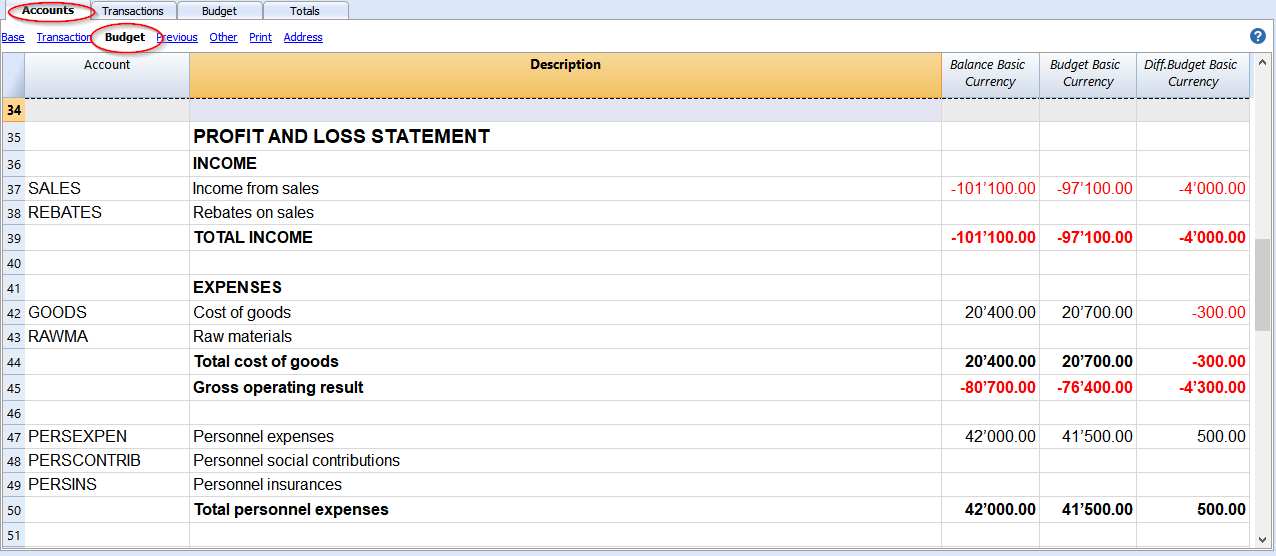 Accounts Transactions Budget Totals
Base Transaction Budget Previous Other Print Address ?
Account Description Balance Basic Currency Budget Basic Currency Diff.Budget Basic Currency
34
35 PROFIT AND LOSS STATEMENT
36 INCOME
37 SALES Income from sales -101’100.00 -97’100.00 -4’000.00
38 REBATES Rebates on sales
39 TOTAL INCOME -101’100.00 -97’100.00 -4’000.00
40
41 EXPENSES
42 GOODS Cost of goods 20’400.00 20’700.00 -300.00
43 RAWMA Raw materials
44 Total cost of goods 20’400.00 20’700.00 -300.00
45 Gross operating result -80’700.00 -76’400.00 -4’300.00
46
47 PERSEXPEN Personnel expenses 42’000.00 41’500.00 500.00
48 PERSCONTRIB Personnel social contributions
49 PERSINS Personnel insurances
50 Total personnel expenses 42’000.00 41’500.00 500.00
51